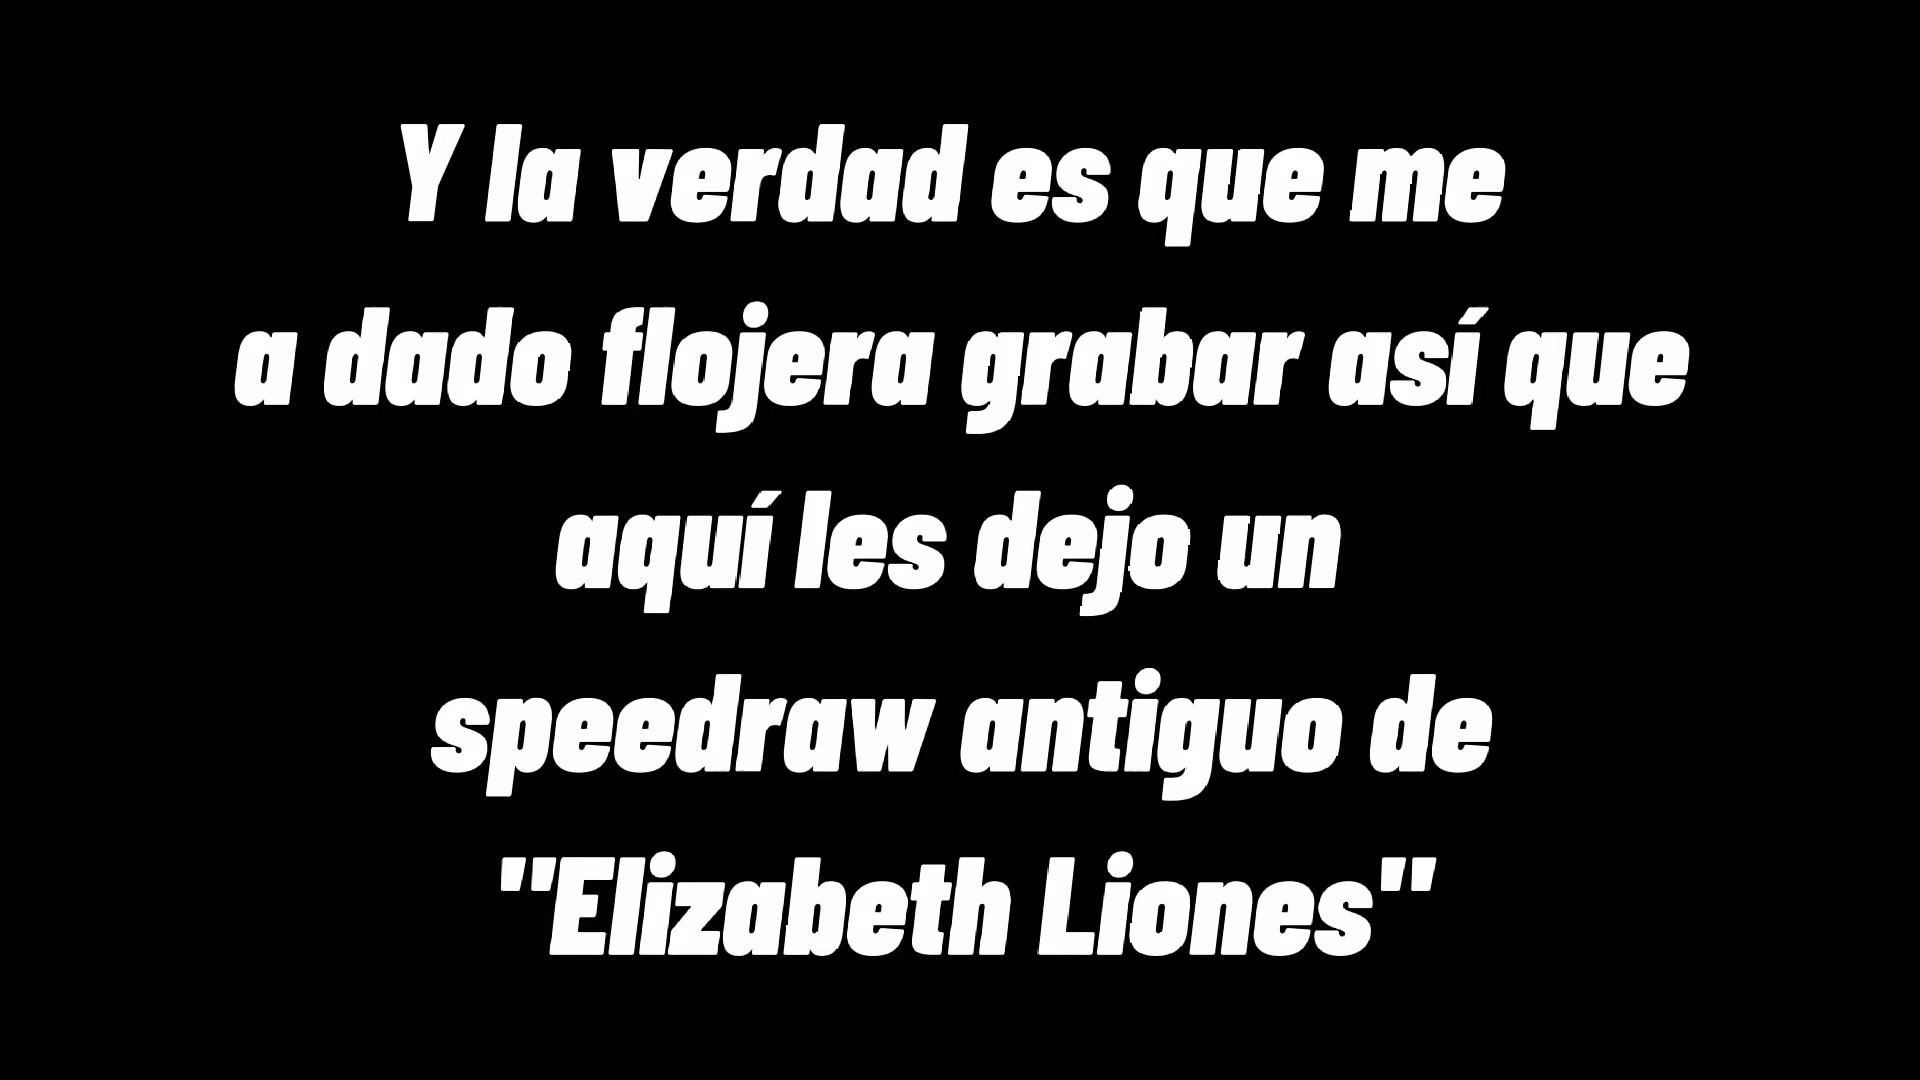 Y la verdad es que me
a dado flojera grabar así que
aquí les dejo un
speedraw antiguo de
"Elizabeth Liones"